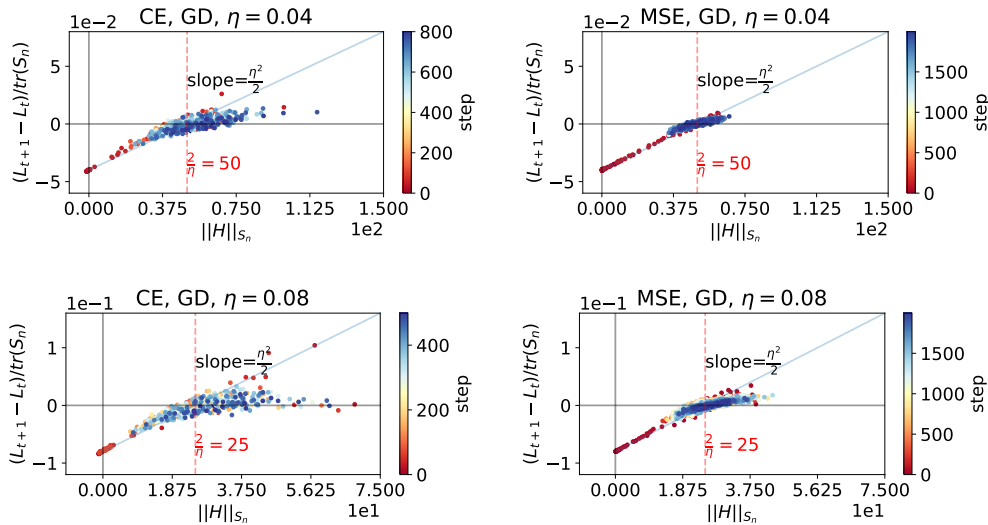 CE, GD, η = 0.04
1e−2
(L_{t+1} − L_t)/tr(S_n)
5
0
−5
slope=η²/2
2/η = 50
0.000 0.375 0.750 1.125 1.500
1e2
||H||_{S_n}
800
600
400
200
0
step
MSE, GD, η = 0.04
1e−2
(L_{t+1} − L_t)/tr(S_n)
5
0
−5
slope=η²/2
2/η = 50
0.000 0.375 0.750 1.125 1.500
1e2
||H||_{S_n}
1500
1000
500
0
step
CE, GD, η = 0.08
1e−1
(L_{t+1} − L_t)/tr(S_n)
1
0
−1
slope=η²/2
2/η = 25
0.000 1.875 3.750 5.625 7.500
1e1
||H||_{S_n}
400
200
0
step
MSE, GD, η = 0.08
1e−1
(L_{t+1} − L_t)/tr(S_n)
1
0
−1
slope=η²/2
2/η = 25
0.000 1.875 3.750 5.625 7.500
1e1
||H||_{S_n}
1500
1000
500
0
step